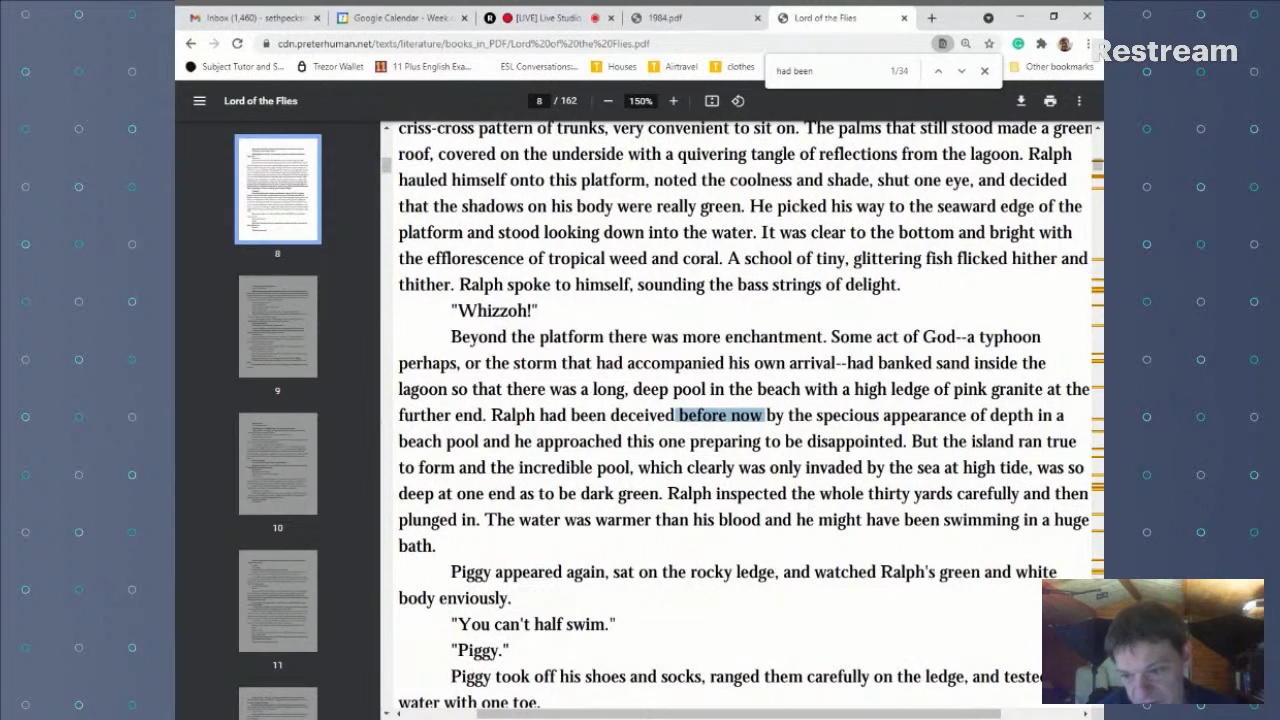 Inbox (1,460) - sethpecks
Google Calendar - Week
[LIVE] Live Studio
1984.pdf
Lord of the Flies
cdn.preterhuman.net/texts/literature/books_in_PDF/Lord%20of%20the%20Flies.pdf
Restream
Subject Tutor and S...
Trezor Wallet
11 Plus English Exa...
ESL Conversations:...
Houses
Airtravel
clothes
Other bookmarks
had been
1/34
Lord of the Flies
8 / 162
150%
criss-cross pattern of trunks, very convenient to sit on. The palms that still stood made a green
roof, covered on the underside with a quivering tangle of reflections from the lagoon. Ralph
hauled himself onto this platform, noted the coolness and shade, shut one eye, and decided
that the shadows on his body were really green. He picked his way to the seaward edge of the
platform and stood looking down into the water. It was clear to the bottom and bright with
the efflorescence of tropical weed and coral. A school of tiny, glittering fish flicked hither and
thither. Ralph spoke to himself, sounding the bass strings of delight.
"Whizzoh!"
Beyond the platform there was more enchantment. Some act of God--a typhoon
perhaps, or the storm that had accompanied his own arrival--had banked sand inside the
lagoon so that there was a long, deep pool in the beach with a high ledge of pink granite at the
further end. Ralph had been deceived before now by the specious appearance of depth in a
beach pool and he approached this one preparing to be disappointed. But the island ran true
to form and the incredible pool, which clearly was only invaded by the sea at high tide, was so
deep at one end as to be dark green. Ralph inspected the whole thirty yards carefully and then
plunged in. The water was warmer than his blood and he might have been swimming in a huge
bath.
Piggy appeared again, sat on the rocky ledge, and watched Ralph's green and white
body enviously.
"You can't half swim."
"Piggy."
Piggy took off his shoes and socks, ranged them carefully on the ledge, and tested
water with one toe.
8
9
10
11